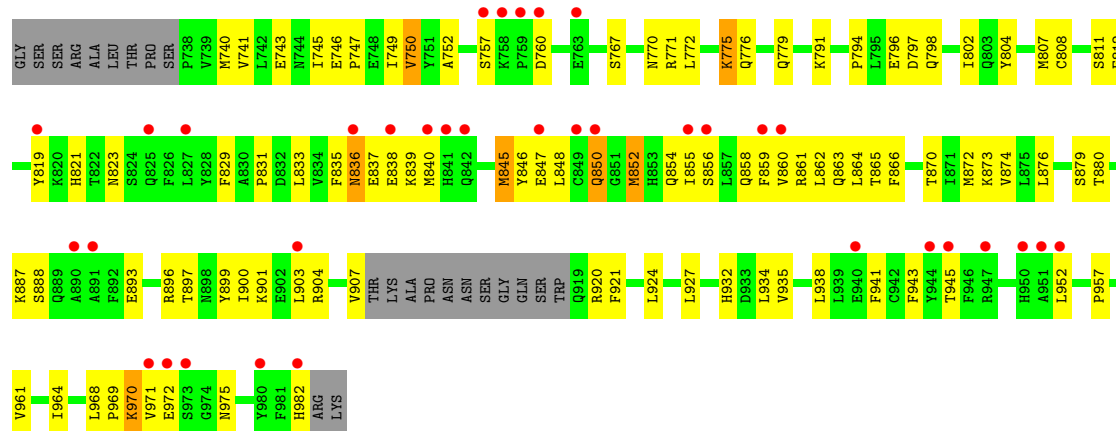 GLY SER SER ARG ALA LEU THR PRO SER P738 V739 M740 V741 L742 E743 N744 I745 E746 P747 E748 I749 V750 Y751 A752 S757 K758 P759 D760 E763 S767 N770 R771 L772 K775 Q776 Q779 K791 P794 L795 E796 D797 Q798 I802 Q803 Y804 M807 C808 S811
Y819 K820 H821 T822 N823 S824 Q825 F826 L827 Y828 F829 A830 P831 D832 L833 V834 F835 N836 E837 E838 K839 M840 H841 Q842 M845 Y846 E847 L848 C849 Q850 G851 M852 H853 Q854 I855 S856 L857 Q858 F859 V860 R861 L862 Q863 L864 T865 F866 T870 I871 M872 K873 V874 L875 L876 S879 T880
K887 S888 Q889 A890 A891 F892 E893 R896 T897 N898 Y899 I900 K901 E902 L903 R904 V907 THR LYS ALA PRO ASN ASN SER GLY GLN SER TRP Q919 R920 F921 L924 L927 H932 D933 L934 V935 L938 L939 E940 F941 C942 F943 Y944 T945 F946 R947 H950 A951 L952 P957
V961 I964 L968 P969 K970 V971 E972 S973 G974 N975 Y980 F981 H982 ARG LYS